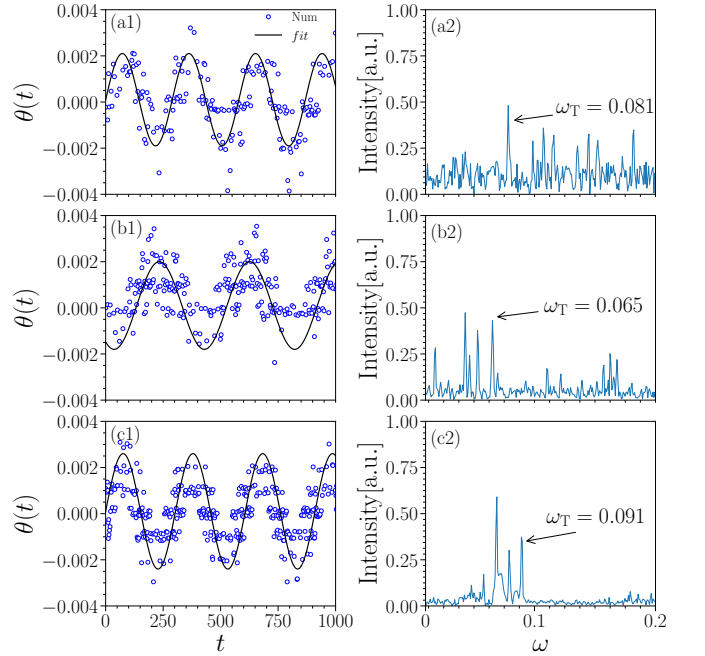 (a1)
Num
fit
θ(t)
0.004
0.002
0.000
−0.002
−0.004
(a2)
Intensity[a.u.]
1.00
0.75
0.50
0.25
0.00
ω_T = 0.081
(b1)
θ(t)
0.004
0.002
0.000
−0.002
−0.004
(b2)
Intensity[a.u.]
1.00
0.75
0.50
0.25
0.00
ω_T = 0.065
(c1)
θ(t)
0.004
0.002
0.000
−0.002
−0.004
0
250
500
750
1000
t
(c2)
Intensity[a.u.]
1.00
0.75
0.50
0.25
0.00
ω_T = 0.091
0
0.1
0.2
ω